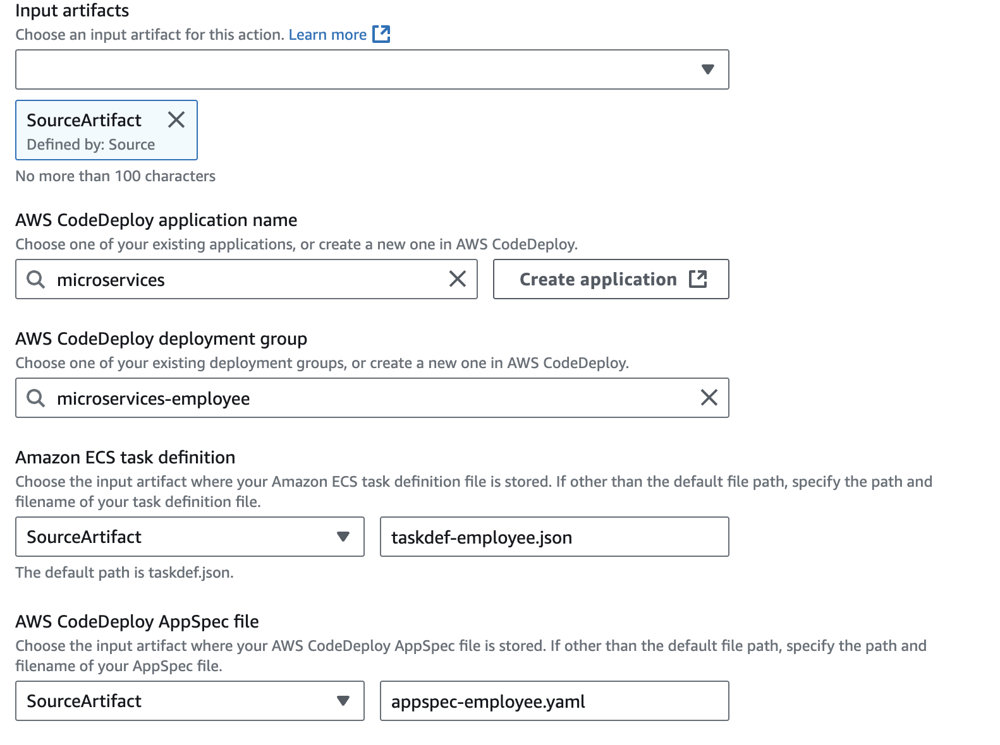 Input artifacts
Choose an input artifact for this action. Learn more
SourceArtifact
Defined by: Source
No more than 100 characters
AWS CodeDeploy application name
Choose one of your existing applications, or create a new one in AWS CodeDeploy.
microservices
Create application
AWS CodeDeploy deployment group
Choose one of your existing deployment groups, or create a new one in AWS CodeDeploy.
microservices-employee
Amazon ECS task definition
Choose the input artifact where your Amazon ECS task definition file is stored. If other than the default file path, specify the path and
filename of your task definition file.
SourceArtifact
taskdef-employee.json
The default path is taskdef.json.
AWS CodeDeploy AppSpec file
Choose the input artifact where your AWS CodeDeploy AppSpec file is stored. If other than the default file path, specify the path and
filename of your AppSpec file.
SourceArtifact
appspec-employee.yaml